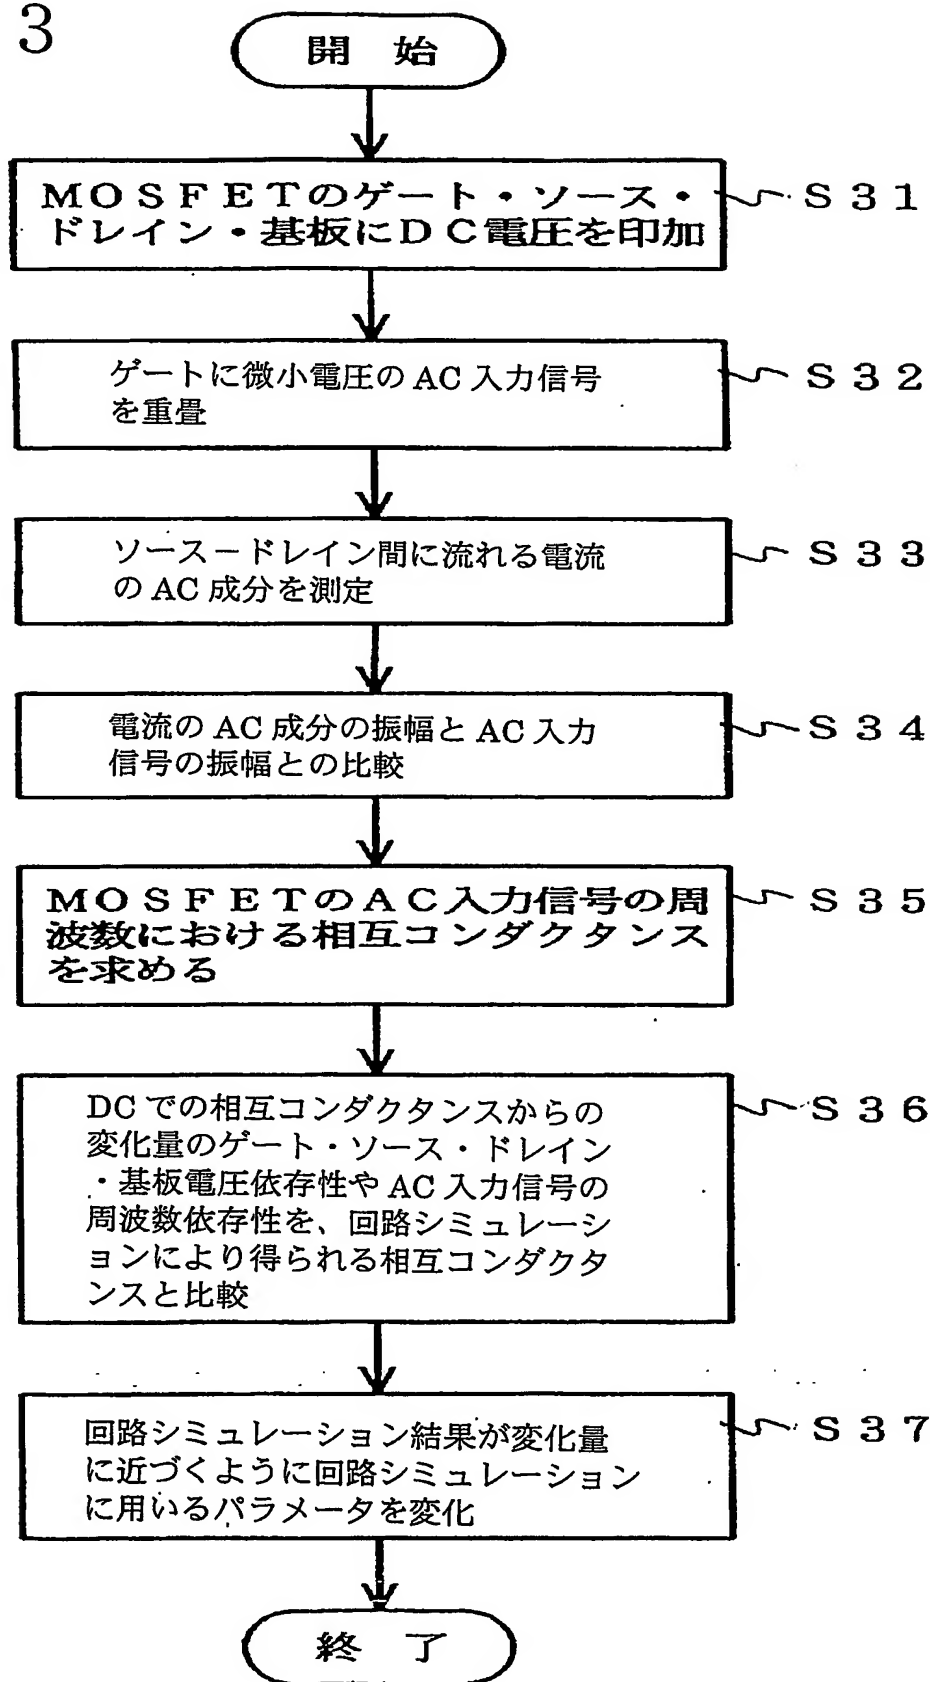 3
開 始
MOSFETのゲート・ソース・
ドレイン・基板にDC電圧を印加
S31
ゲートに微小電圧の AC 入力信号
を重畳
S32
ソース－ドレイン間に流れる電流
の AC 成分を測定
S33
電流の AC 成分の振幅と AC 入力
信号の振幅との比較
S34
MOSFETのAC入力信号の周
波数における相互コンダクタンス
を求める
S35
DC での相互コンダクタンスからの
変化量のゲート・ソース・ドレイン
・基板電圧依存性や AC 入力信号の
周波数依存性を、回路シミュレーシ
ョンにより得られる相互コンダクタ
ンスと比較
S36
回路シミュレーション結果が変化量
に近づくように回路シミュレーション
に用いるパラメータを変化
S37
終 了